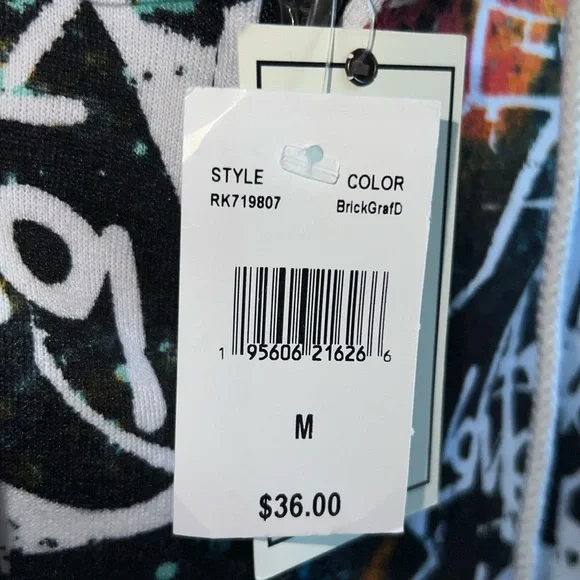 STYLE COLOR
RK719807 BrickGrafD
1 95606 21626 6
M
$36.00